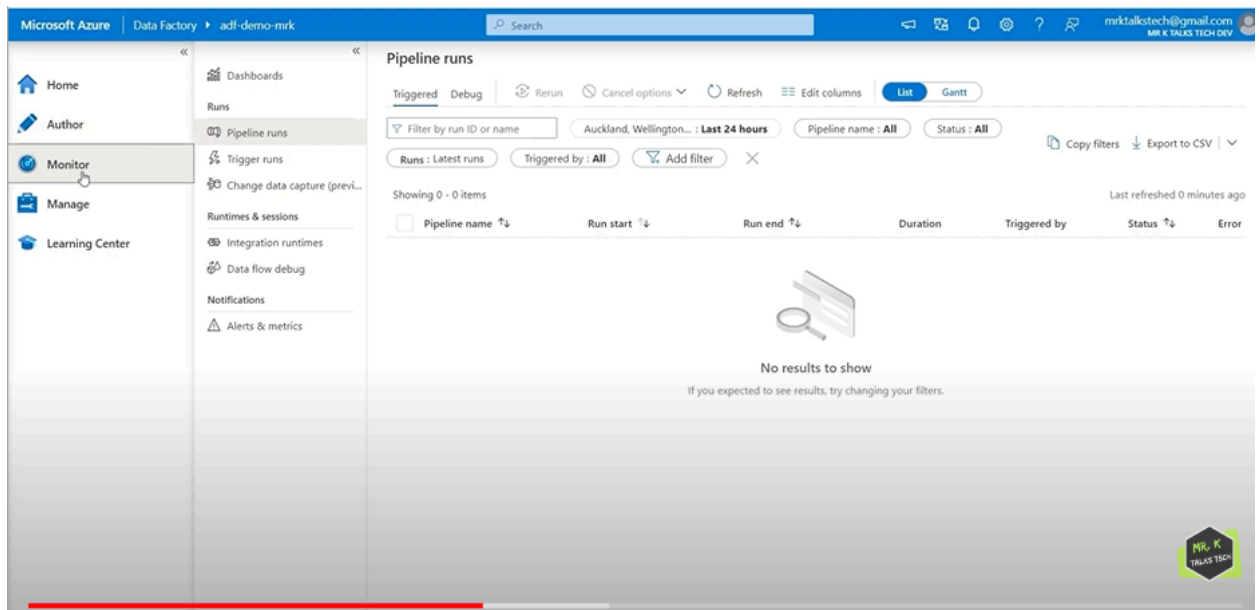 Microsoft Azure | Data Factory ▸ adf-demo-mrk
Search
mrktalkstech@gmail.com
MR K TALKS TECH DEV
Home
Author
Monitor
Manage
Learning Center
Dashboards
Runs
Pipeline runs
Trigger runs
Change data capture (previ...
Runtimes & sessions
Integration runtimes
Data flow debug
Notifications
Alerts & metrics
Pipeline runs
Triggered Debug Rerun Cancel options Refresh Edit columns List Gantt
Filter by run ID or name Auckland, Wellington... : Last 24 hours Pipeline name : All Status : All
Runs : Latest runs Triggered by : All Add filter
Copy filters Export to CSV
Showing 0 - 0 items Last refreshed 0 minutes ago
Pipeline name Run start Run end Duration Triggered by Status Error
No results to show
If you expected to see results, try changing your filters.
MR. K
TALKS TECH